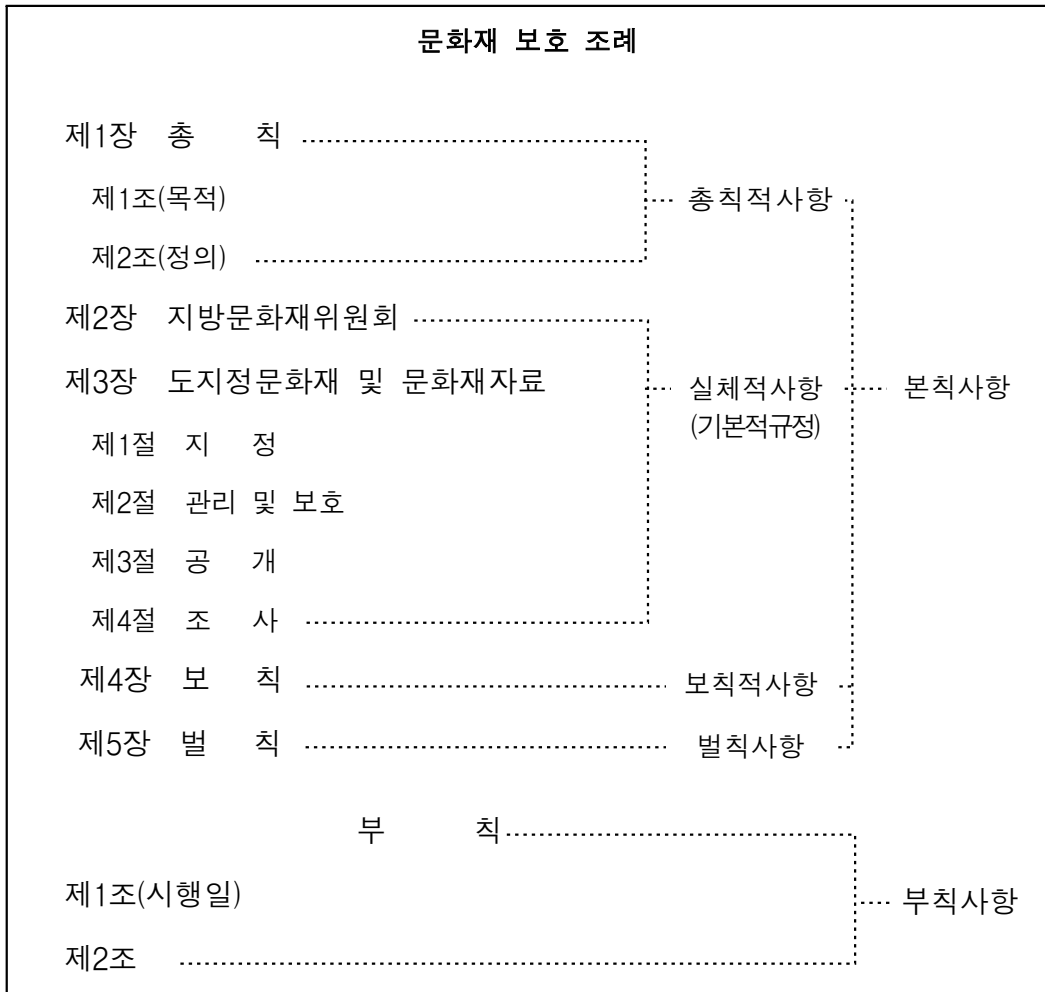 문화재 보호 조례
제1장 총 칙
제1조(목적)
총칙적사항
제2조(정의)
제2장 지방문화재위원회
제3장 도지정문화재 및 문화재자료
실체적사항
본칙사항
(기본적규정)
제1절 지 정
제2절 관리 및 보호
제3절 공 개
제4절 조 사
제4장 보 칙
보칙적사항
제5장 벌 칙
벌칙사항
부 칙
제1조(시행일)
부칙사항
제2조